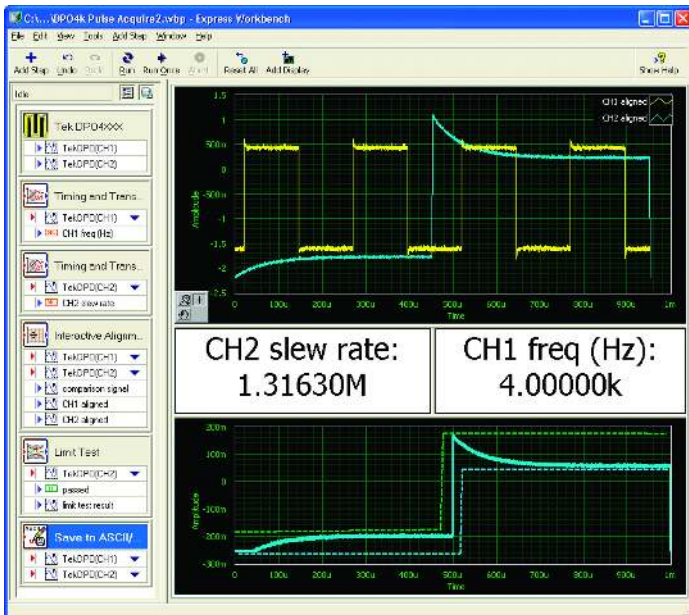 C:\...\DPO4k Pulse Acquire2.wbp - Express Workbench
File Edit View Tools Add Step Window Help
Add Step Undo Run Run Once Abort Reset All Add Display Show Help
Idle
Tek DPO4XXX
TekDPO(CH1)
TekDPO(CH2)
Timing and Trans...
TekDPO(CH1)
CH1 freq (Hz)
Timing and Trans...
TekDPO(CH2)
CH2 slew rate
Interactive Alignm...
TekDPO(CH1)
TekDPO(CH2)
comparison signal
CH1 aligned
CH2 aligned
Limit Test
TekDPO(CH2)
passed
limit test result
Save to ASCII/...
TekDPO(CH1)
TekDPO(CH2)
CH1 aligned
CH2 aligned
Amplitude
1.5
1
500m
0
-500m
-1
-1.5
-2
-2.5
0 100u 200u 300u 400u 500u 600u 700u 800u 900u 1m
Time
CH2 slew rate:
1.31630M
CH1 freq (Hz):
4.00000k
Amplitude
200m
100m
0
-100m
-200m
-300m
0 100u 200u 300u 400u 500u 600u 700u 800u 900u 1m
Time